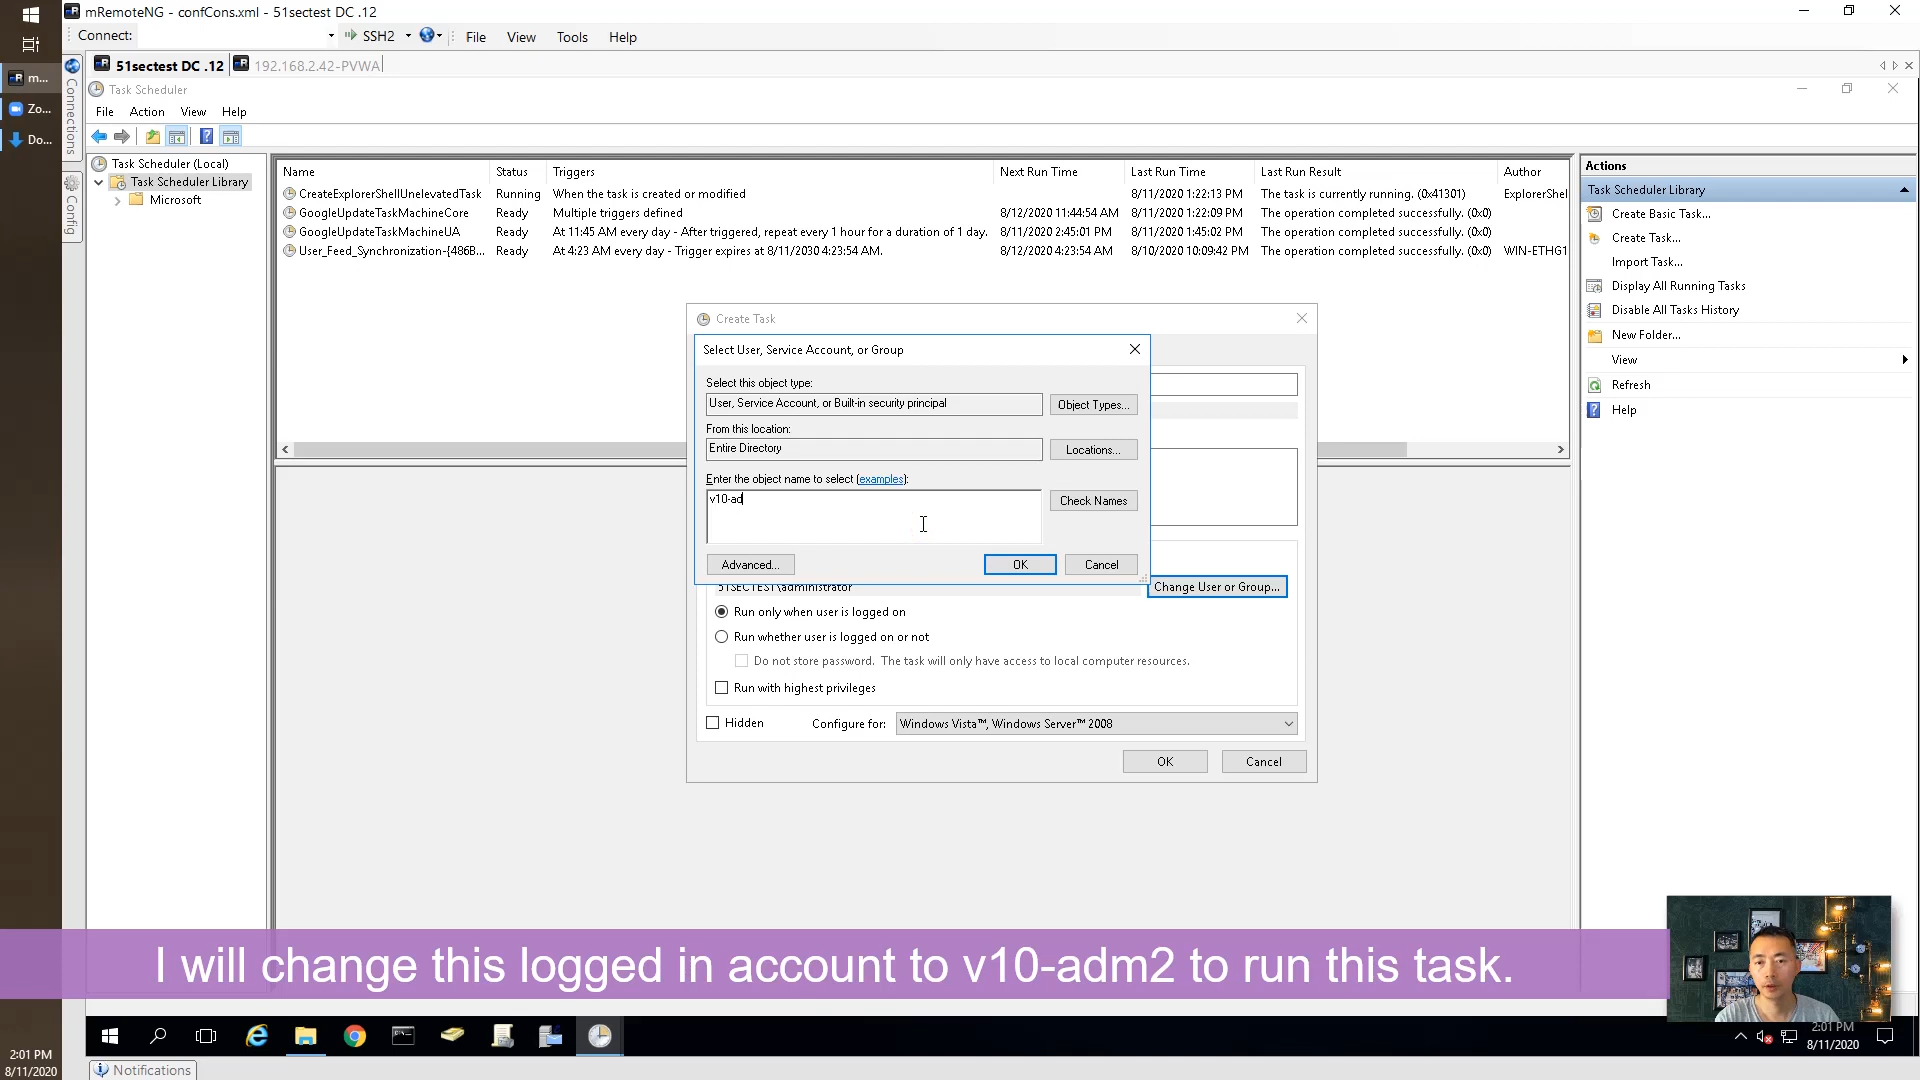 mRemoteNG - confCons.xml - 51sectest DC .12
Connect: SSH2 File View Tools Help
51sectest DC .12 192.168.2.42-PVWA
m...
Zo...
Do...
Connections
Config
Task Scheduler
File Action View Help
Task Scheduler (Local)
Task Scheduler Library
Microsoft
Name Status Triggers Next Run Time Last Run Time Last Run Result Author
CreateExplorerShellUnelevatedTask Running When the task is created or modified 8/11/2020 1:22:13 PM The task is currently running. (0x41301) ExplorerShel
GoogleUpdateTaskMachineCore Ready Multiple triggers defined 8/12/2020 11:44:54 AM 8/11/2020 1:22:09 PM The operation completed successfully. (0x0)
GoogleUpdateTaskMachineUA Ready At 11:45 AM every day - After triggered, repeat every 1 hour for a duration of 1 day. 8/11/2020 2:45:01 PM 8/11/2020 1:45:02 PM The operation completed successfully. (0x0)
User_Feed_Synchronization-{486B... Ready At 4:23 AM every day - Trigger expires at 8/11/2030 4:23:54 AM. 8/12/2020 4:23:54 AM 8/10/2020 10:09:42 PM The operation completed successfully. (0x0) WIN-ETHG1
Actions
Task Scheduler Library
Create Basic Task...
Create Task...
Import Task...
Display All Running Tasks
Disable All Tasks History
New Folder...
View
Refresh
Help
Create Task
Select User, Service Account, or Group
Select this object type:
User, Service Account, or Built-in security principal
Object Types...
From this location:
Entire Directory
Locations...
Enter the object name to select (examples):
v10-ad
Check Names
Advanced... OK Cancel
51SECTEST\administrator
Change User or Group...
Run only when user is logged on
Run whether user is logged on or not
Do not store password. The task will only have access to local computer resources.
Run with highest privileges
Hidden Configure for: Windows Vista™, Windows Server™ 2008
OK Cancel
I will change this logged in account to v10-adm2 to run this task.
2:01 PM
8/11/2020
2:01 PM
8/11/2020
Notifications